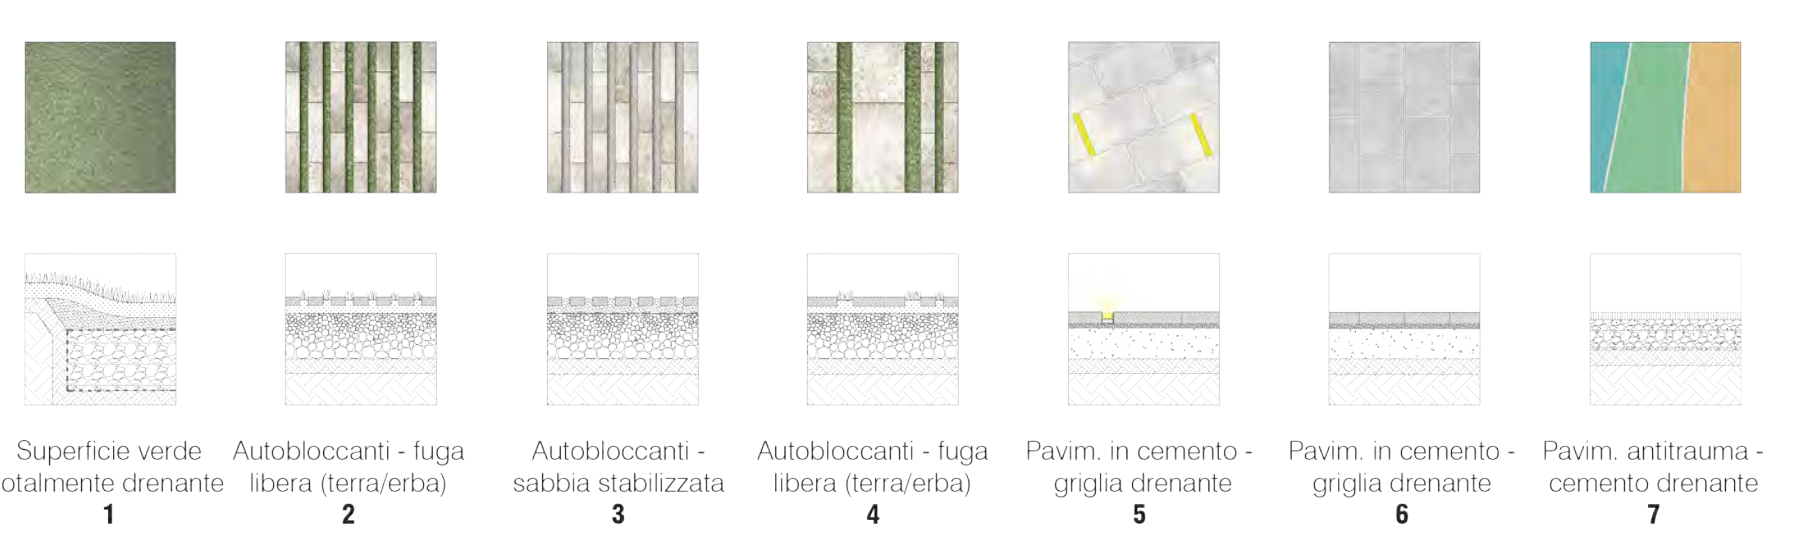 Superficie verde
otalmente drenante
1
Autobloccanti - fuga
libera (terra/erba)
2
Autobloccanti -
sabbia stabilizzata
3
Autobloccanti - fuga
libera (terra/erba)
4
Pavim. in cemento -
griglia drenante
5
Pavim. in cemento -
griglia drenante
6
Pavim. antitrauma -
cemento drenante
7